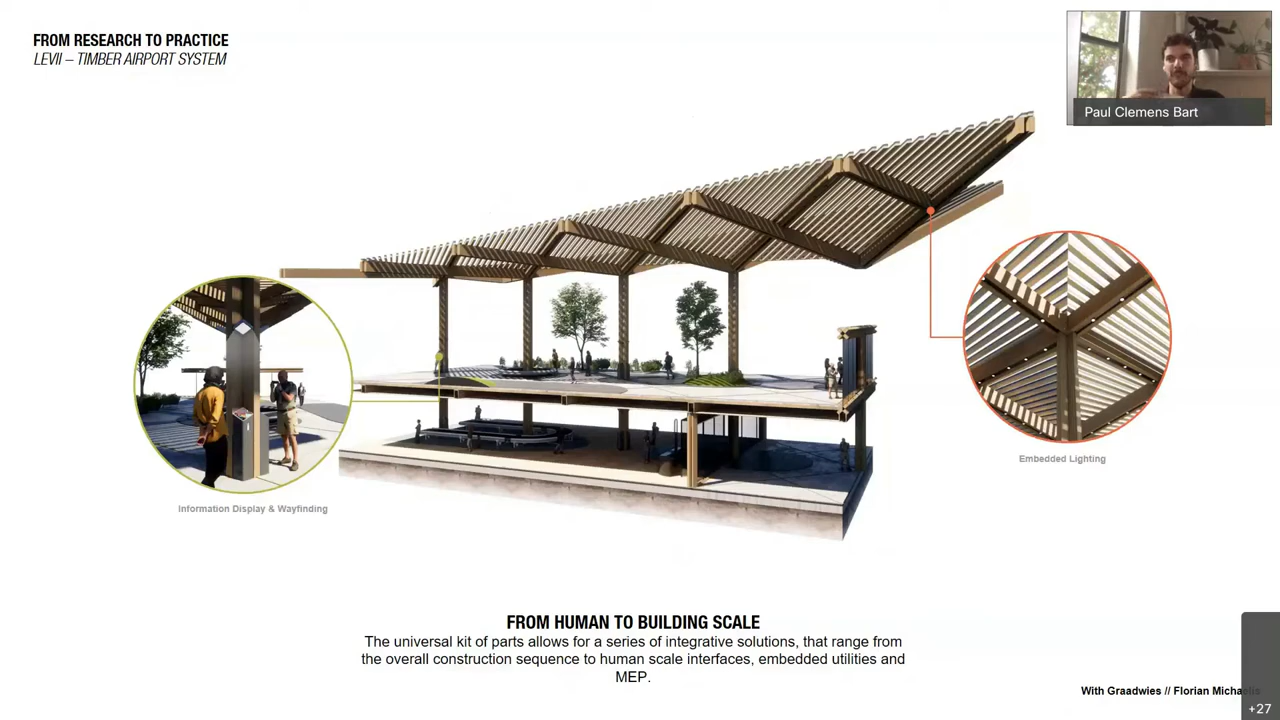 FROM RESEARCH TO PRACTICE
LEVII – TIMBER AIRPORT SYSTEM
Paul Clemens Bart
Embedded Lighting
Information Display & Wayfinding
FROM HUMAN TO BUILDING SCALE
The universal kit of parts allows for a series of integrative solutions, that range from
the overall construction sequence to human scale interfaces, embedded utilities and
MEP.
With Graadwies // Florian Michaelis
+27